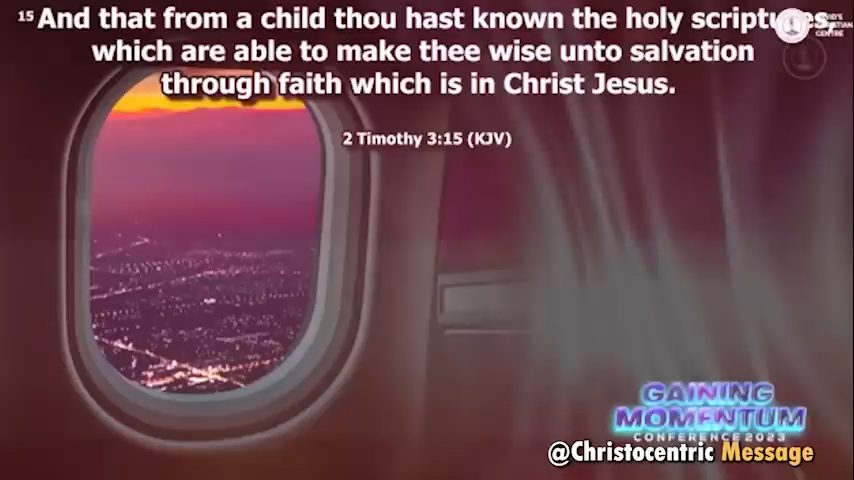 15 And that from a child thou hast known the holy scriptures,
which are able to make thee wise unto salvation
through faith which is in Christ Jesus.
2 Timothy 3:15 (KJV)
GAINING
MOMENTUM
CONFERENCE 2023
@Christocentric Message